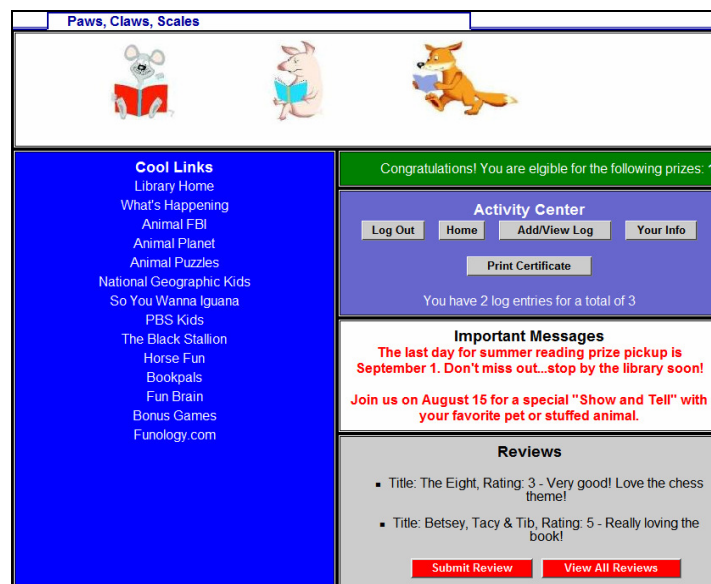 Paws, Claws, Scales
Cool Links
Library Home
What's Happening
Animal FBI
Animal Planet
Animal Puzzles
National Geographic Kids
So You Wanna Iguana
PBS Kids
The Black Stallion
Horse Fun
Bookpals
Fun Brain
Bonus Games
Funology.com
Congratulations! You are elgible for the following prizes:
Activity Center
Log Out Home Add/View Log Your Info
Print Certificate
You have 2 log entries for a total of 3
Important Messages
The last day for summer reading prize pickup is
September 1. Don't miss out...stop by the library soon!
Join us on August 15 for a special "Show and Tell" with
your favorite pet or stuffed animal.
Reviews
▪ Title: The Eight, Rating: 3 - Very good! Love the chess
theme!
▪ Title: Betsey, Tacy & Tib, Rating: 5 - Really loving the
book!
Submit Review View All Reviews